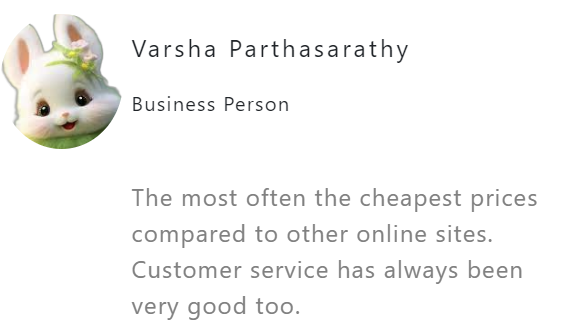 Varsha Parthasarathy
Business Person
The most often the cheapest prices
compared to other online sites.
Customer service has always been
very good too.